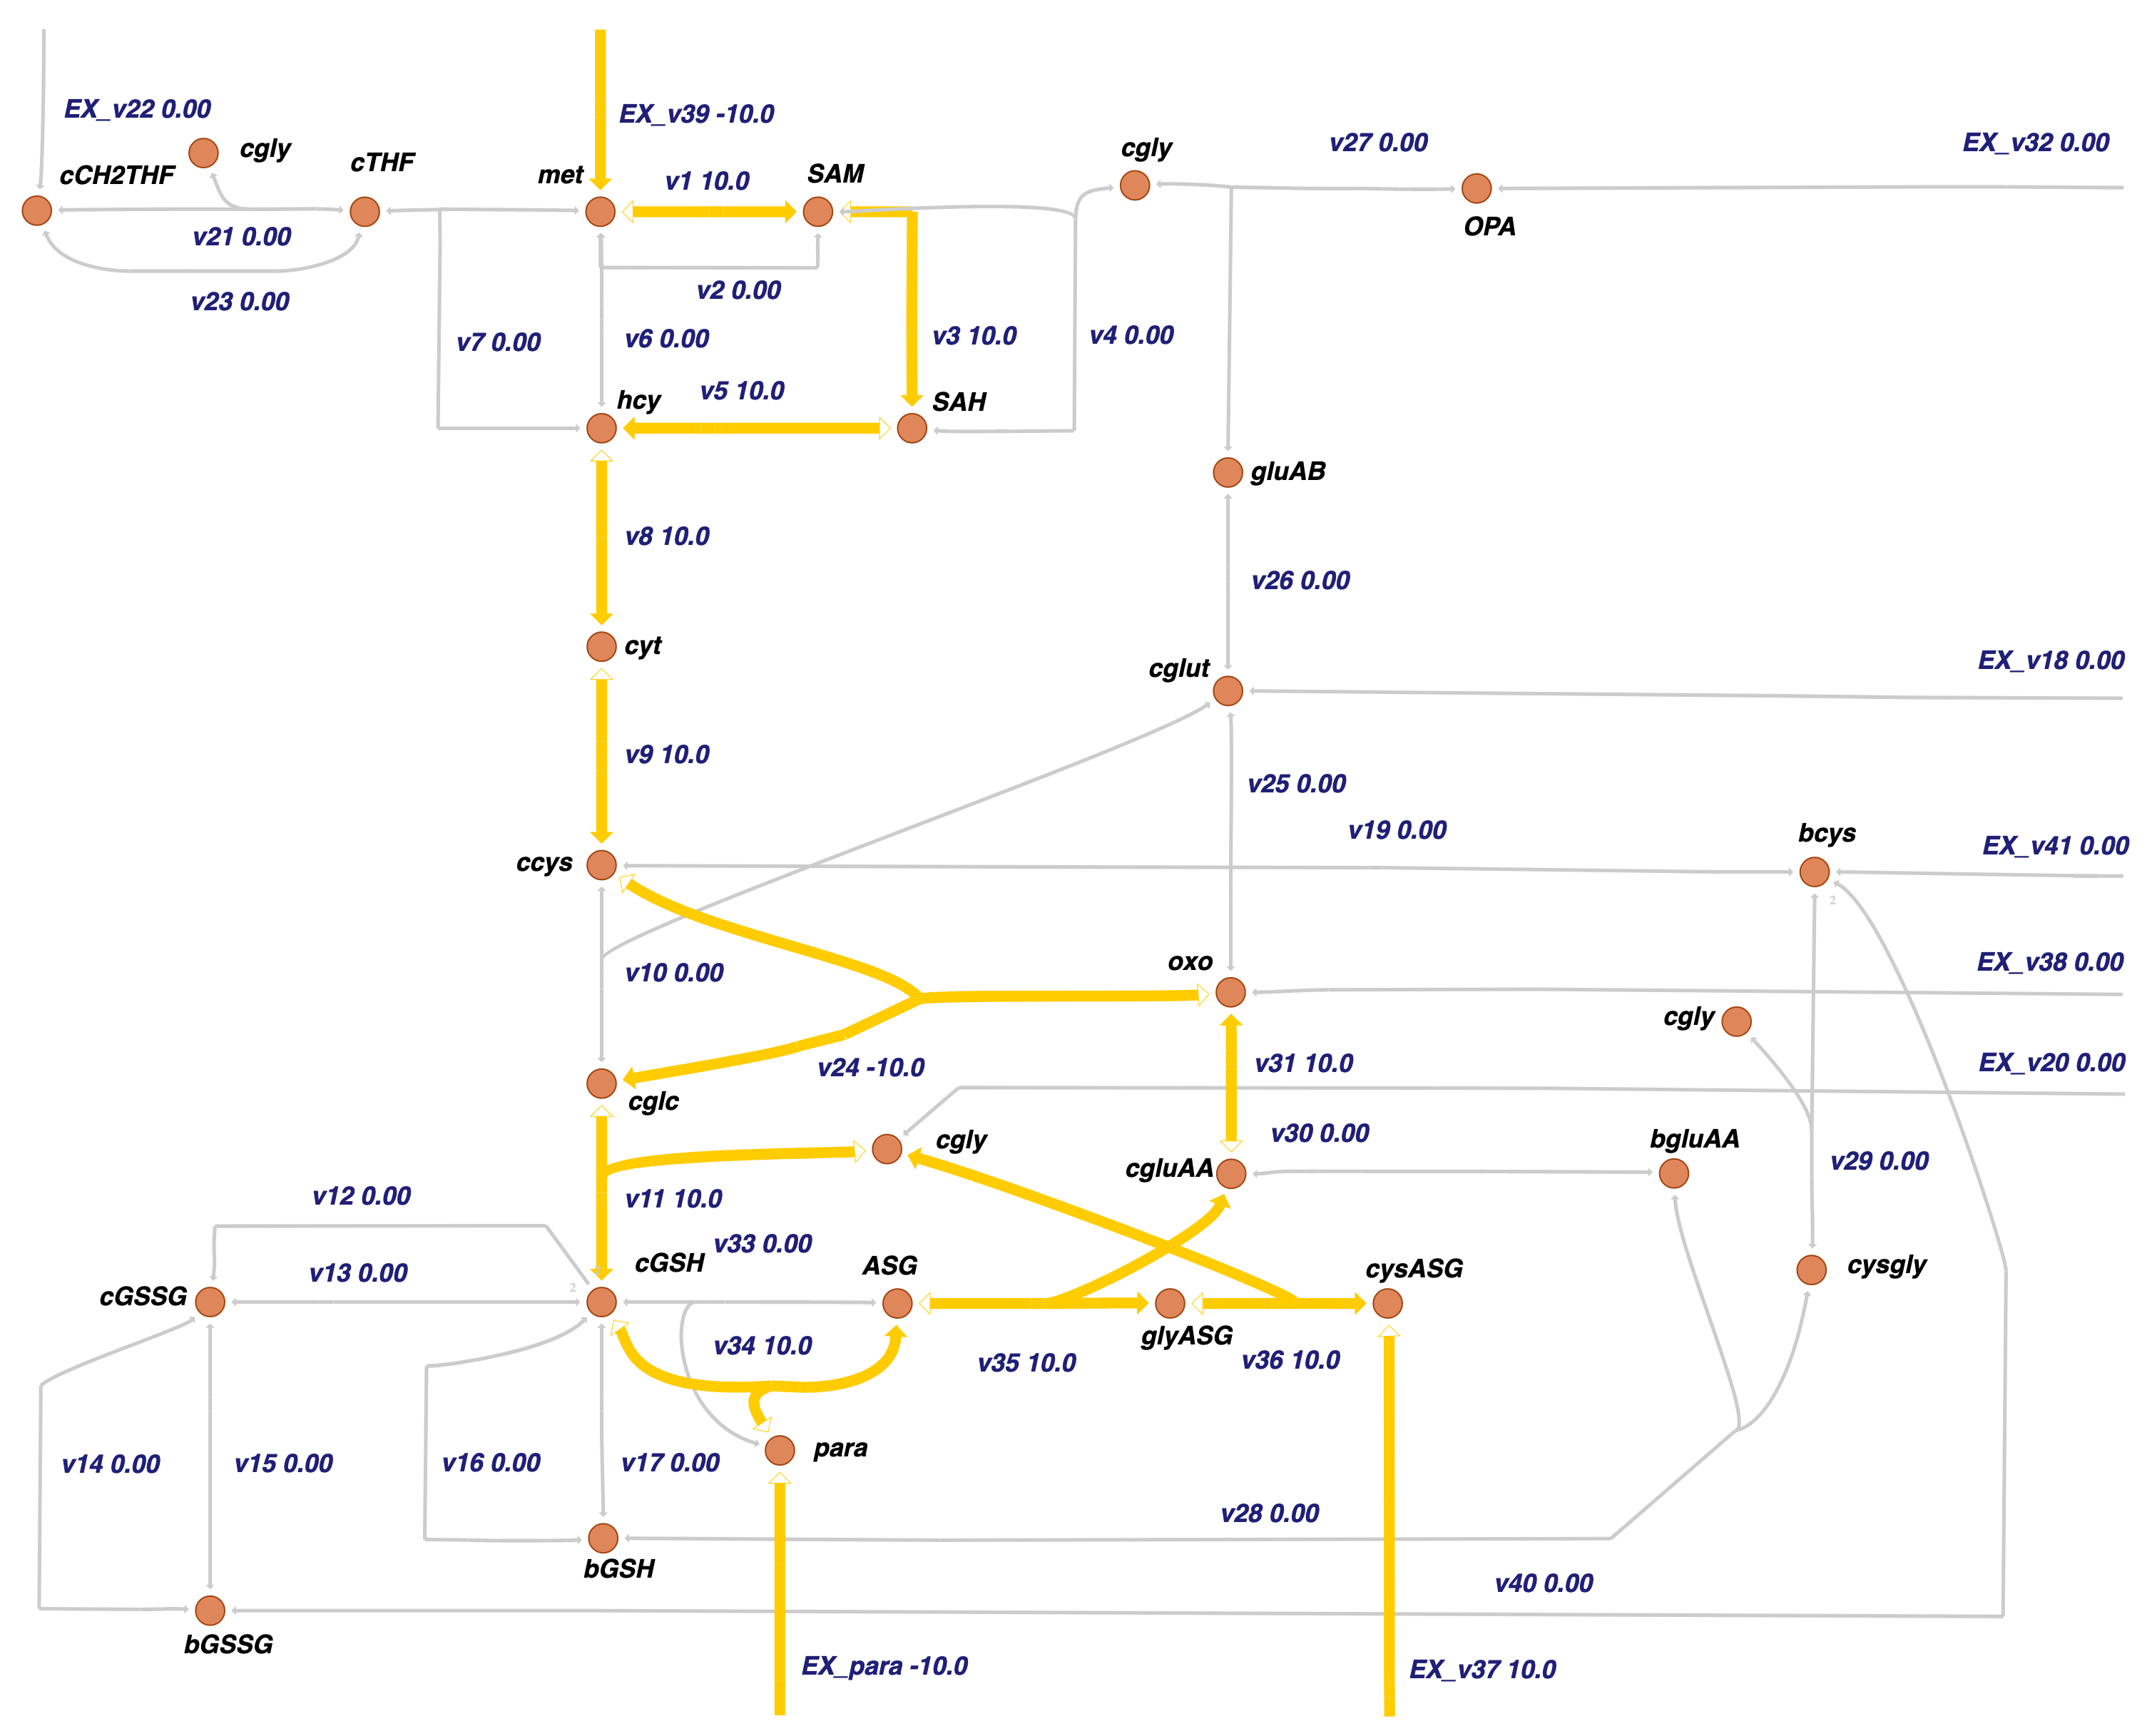 EX_v22 0.00
EX_v39 -10.0
cgly
cCH2THF
cTHF
met
v1 10.0
SAM
cgly
v27 0.00
EX_v32 0.00
OPA
v21 0.00
v23 0.00
v2 0.00
v7 0.00
v6 0.00
v3 10.0
v4 0.00
v5 10.0
hcy
SAH
gluAB
v8 10.0
v26 0.00
cyt
cglut
EX_v18 0.00
v9 10.0
v25 0.00
v19 0.00
bcys
EX_v41 0.00
ccys
2
v10 0.00
oxo
EX_v38 0.00
cgly
v24 -10.0
v31 10.0
EX_v20 0.00
cglc
cgly
v30 0.00
bgluAA
cgluAA
v29 0.00
v12 0.00
v11 10.0
v33 0.00
cGSH
ASG
cysASG
cysgly
v13 0.00
cGSSG
2
glyASG
v34 10.0
v35 10.0
v36 10.0
para
v14 0.00
v15 0.00
v16 0.00
v17 0.00
v28 0.00
bGSH
v40 0.00
bGSSG
EX_para -10.0
EX_v37 10.0